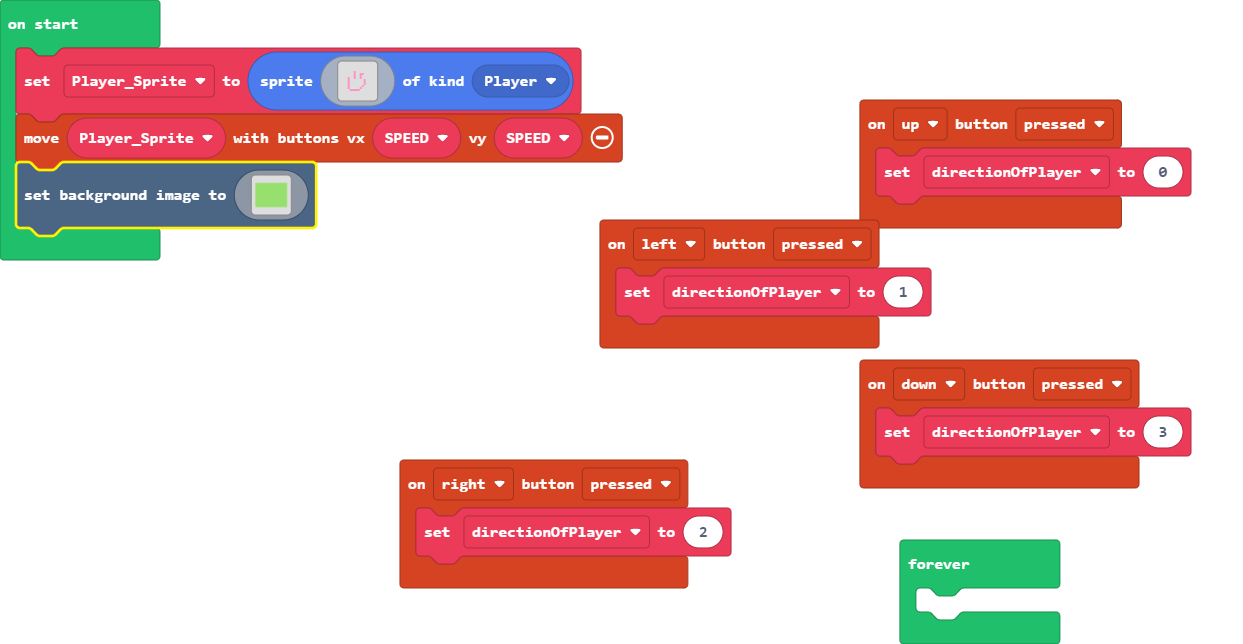 on start
set Player_Sprite to sprite of kind Player
move Player_Sprite with buttons vx SPEED vy SPEED
set background image to
on up button pressed
set directionOfPlayer to 0
on left button pressed
set directionOfPlayer to 1
on down button pressed
set directionOfPlayer to 3
on right button pressed
set directionOfPlayer to 2
forever